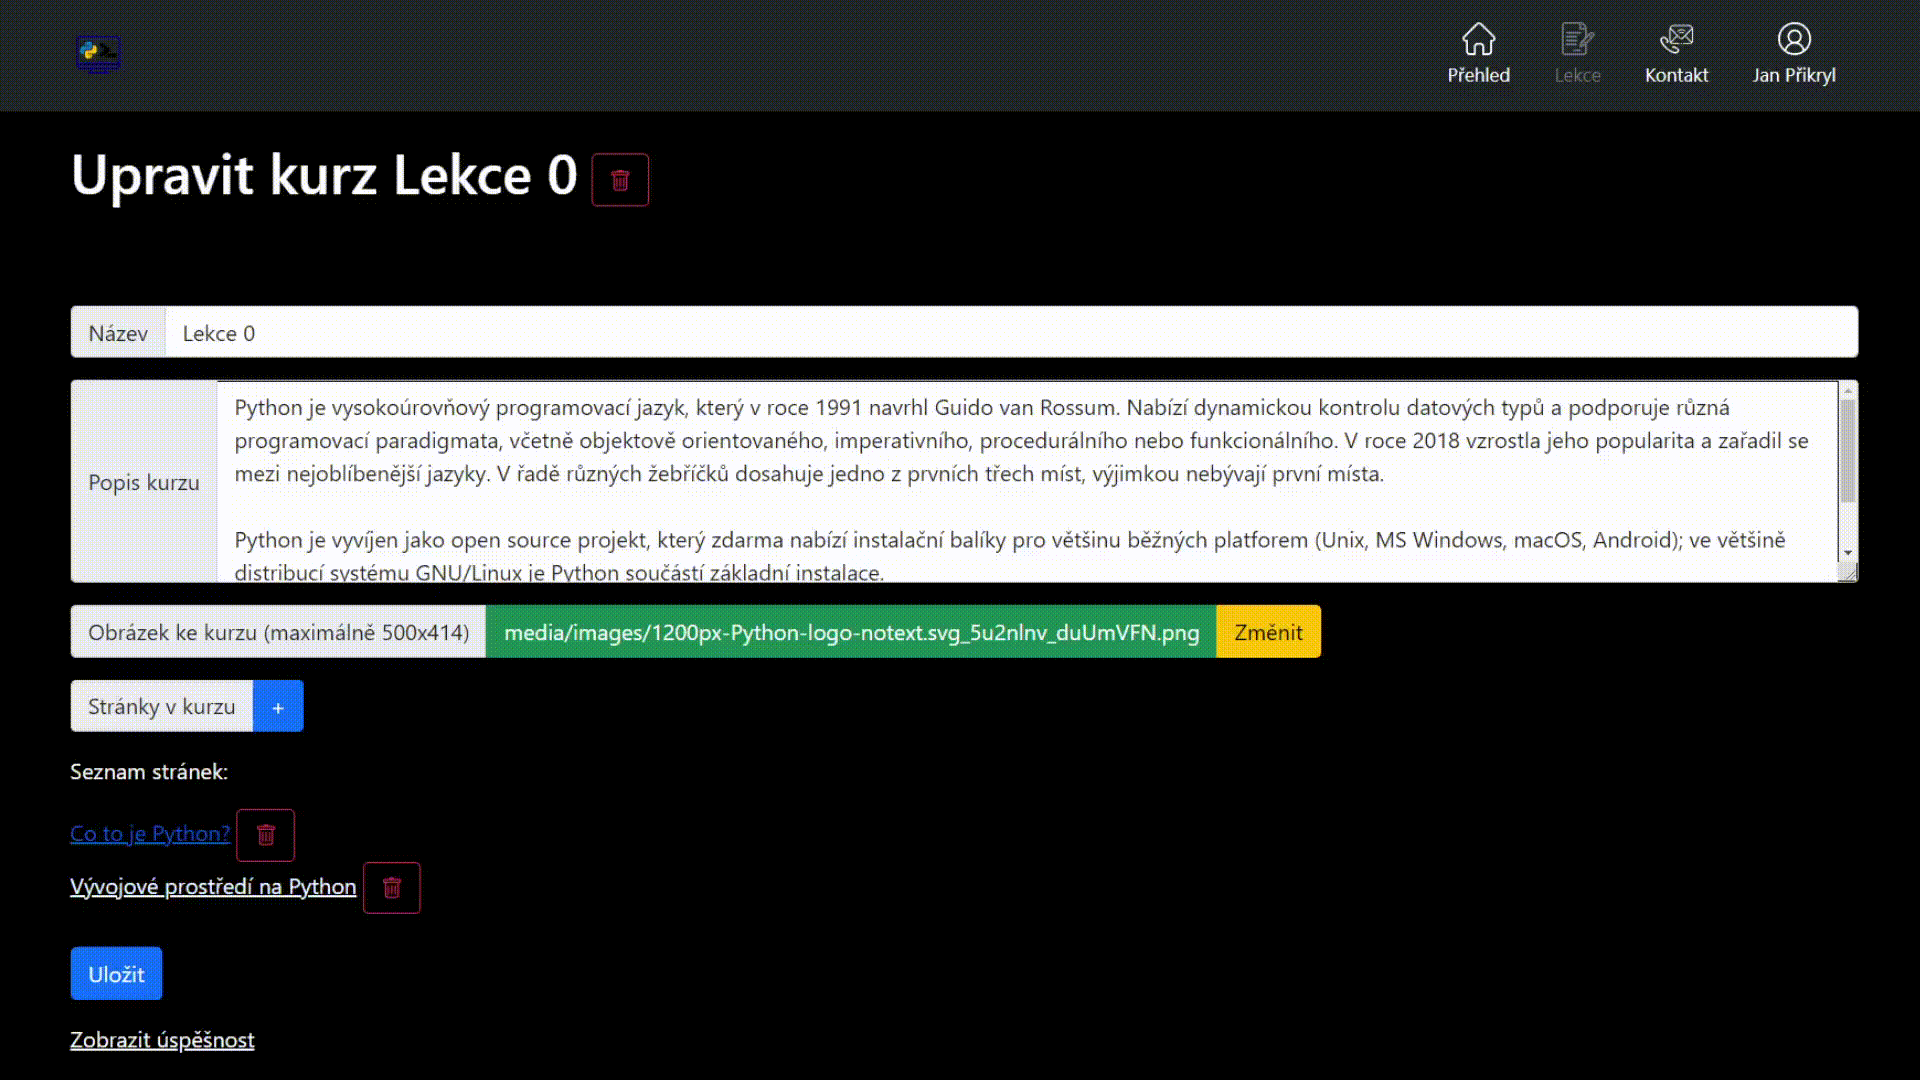 Přehled
Lekce
Kontakt
Jan Přikryl
Upravit kurz Lekce 0
Název
Lekce 0
Popis kurzu
Python je vysokoúrovňový programovací jazyk, který v roce 1991 navrhl Guido van Rossum. Nabízí dynamickou kontrolu datových typů a podporuje různá
programovací paradigmata, včetně objektově orientovaného, imperativního, procedurálního nebo funkcionálního. V roce 2018 vzrostla jeho popularita a zařadil se
mezi nejoblíbenější jazyky. V řadě různých žebříčků dosahuje jedno z prvních třech míst, výjimkou nebývají první místa.
Python je vyvíjen jako open source projekt, který zdarma nabízí instalační balíky pro většinu běžných platforem (Unix, MS Windows, macOS, Android); ve většině
distribucí systému GNU/Linux je Python součástí základní instalace.
Obrázek ke kurzu (maximálně 500x414)
media/images/1200px-Python-logo-notext.svg_5u2nlnv_duUmVFN.png
Změnit
Stránky v kurzu
+
Seznam stránek:
Co to je Python?
Vývojové prostředí na Python
Uložit
Zobrazit úspěšnost